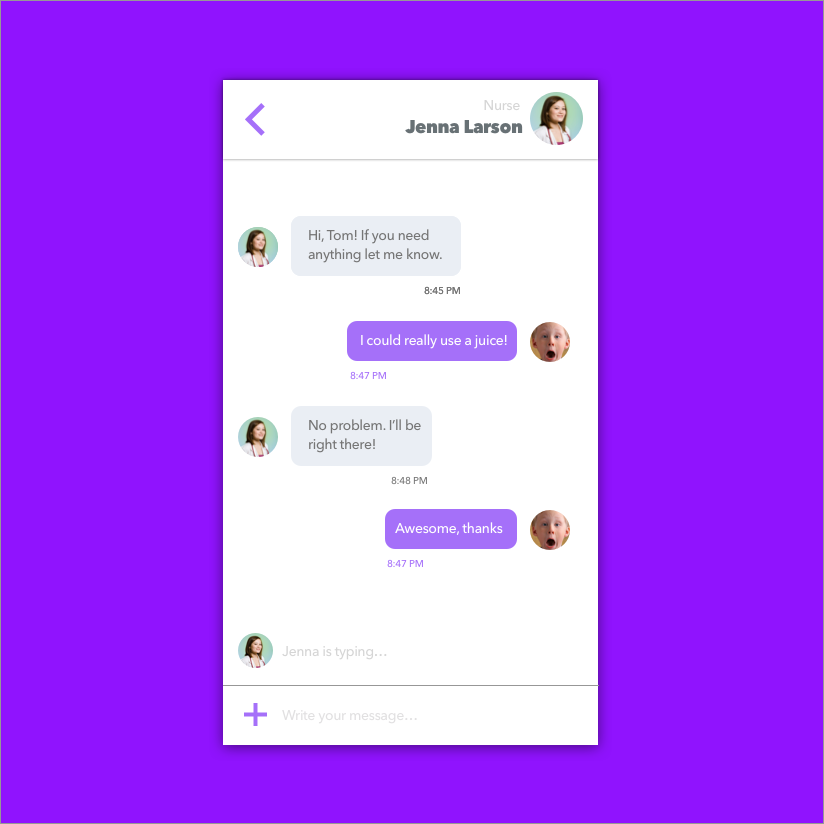 Nurse
Jenna Larson
Hi, Tom! If you need
anything let me know.
8:45 PM
I could really use a juice!
8:47 PM
No problem. I’ll be
right there!
8:48 PM
Awesome, thanks
8:47 PM
Jenna is typing…
Write your message…